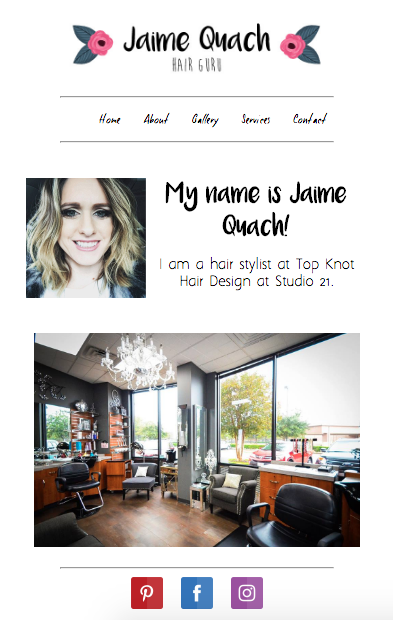 Jaime Quach
HAIR GURU
Home About Gallery Services Contact
My name is Jaime
Quach!
I am a hair stylist at Top Knot
Hair Design at Studio 21.